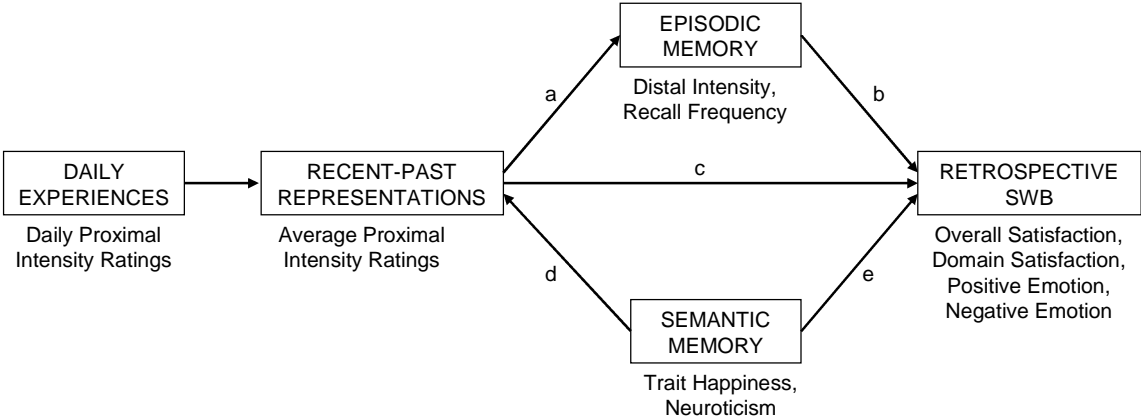 EPISODIC
MEMORY
Distal Intensity,
Recall Frequency
a
b
DAILY
EXPERIENCES
Daily Proximal
Intensity Ratings
RECENT-PAST
REPRESENTATIONS
Average Proximal
Intensity Ratings
c
RETROSPECTIVE
SWB
Overall Satisfaction,
Domain Satisfaction,
Positive Emotion,
Negative Emotion
d
e
SEMANTIC
MEMORY
Trait Happiness,
Neuroticism